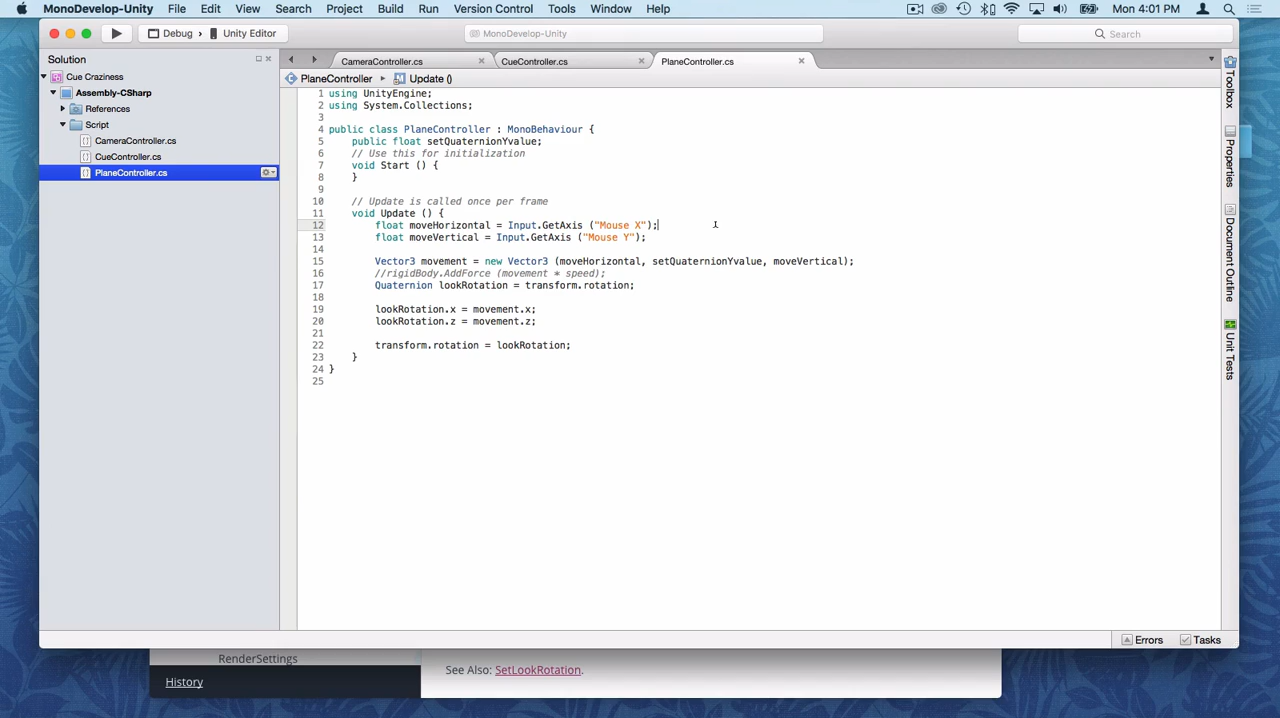 MonoDevelop-Unity File Edit View Search Project Build Run Version Control Tools Window Help Mon 4:01 PM
Debug › Unity Editor MonoDevelop-Unity Search
Solution
Cue Craziness
Assembly-CSharp
References
Script
CameraController.cs
CueController.cs
PlaneController.cs
CameraController.cs CueController.cs PlaneController.cs
PlaneController Update ()
1 using UnityEngine;
2 using System.Collections;
3
4 public class PlaneController : MonoBehaviour {
5 public float setQuaternionYvalue;
6 // Use this for initialization
7 void Start () {
8 }
9
10 // Update is called once per frame
11 void Update () {
12 float moveHorizontal = Input.GetAxis ("Mouse X");
13 float moveVertical = Input.GetAxis ("Mouse Y");
14
15 Vector3 movement = new Vector3 (moveHorizontal, setQuaternionYvalue, moveVertical);
16 //rigidBody.AddForce (movement * speed);
17 Quaternion lookRotation = transform.rotation;
18
19 lookRotation.x = movement.x;
20 lookRotation.z = movement.z;
21
22 transform.rotation = lookRotation;
23 }
24 }
25
Toolbox
Properties
Document Outline
Unit Tests
Errors Tasks
RenderSettings
History
See Also: SetLookRotation.